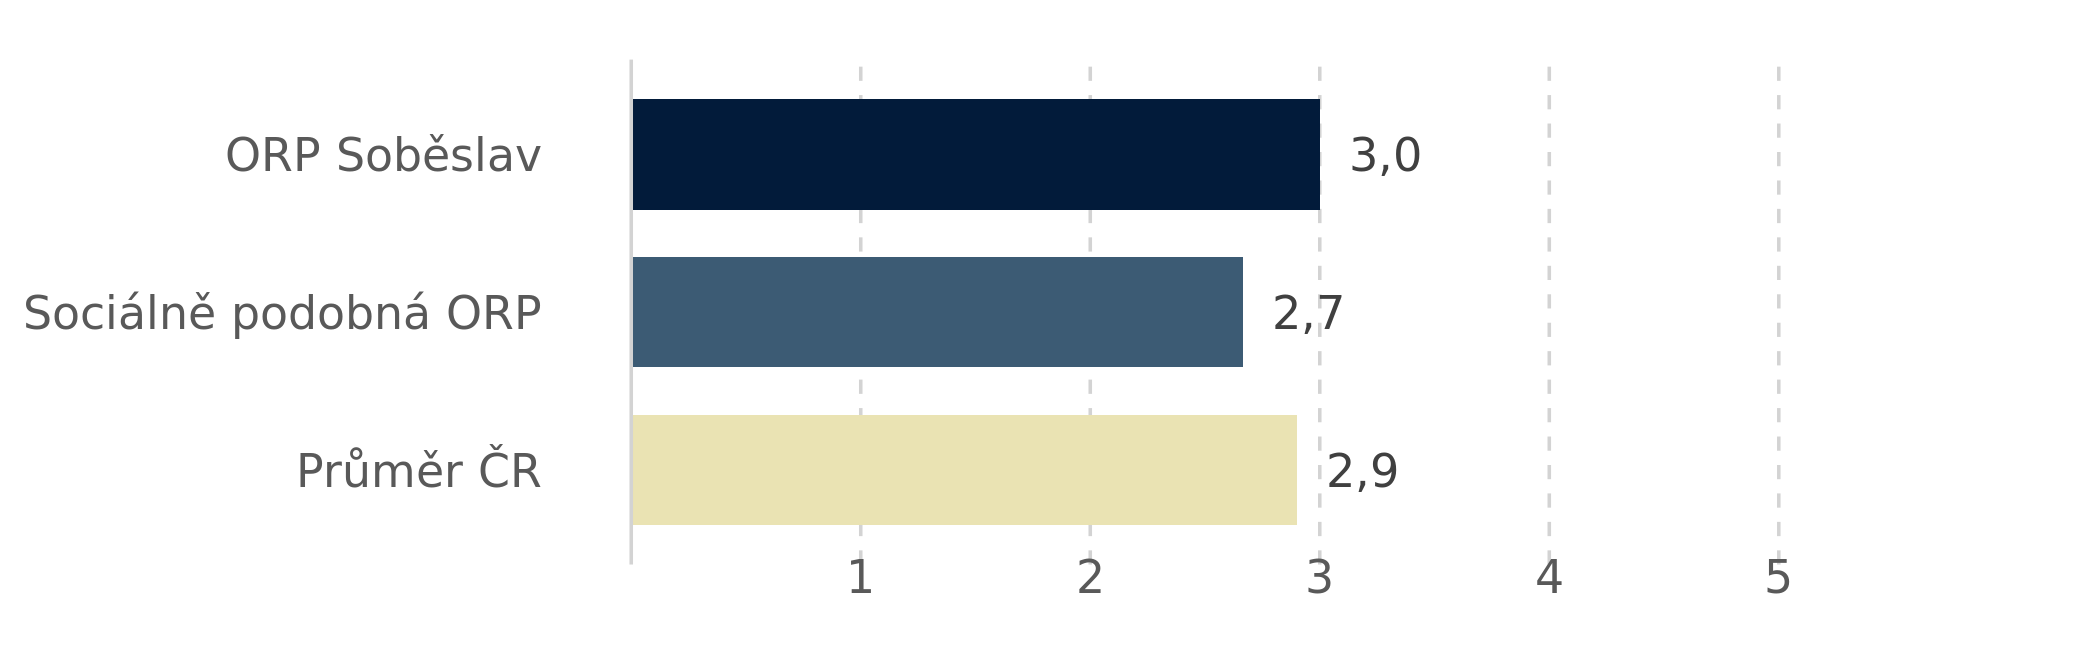 ORP Soběslav 3,0
Sociálně podobná ORP 2,7
Průměr ČR 2,9
1 2 3 4 5